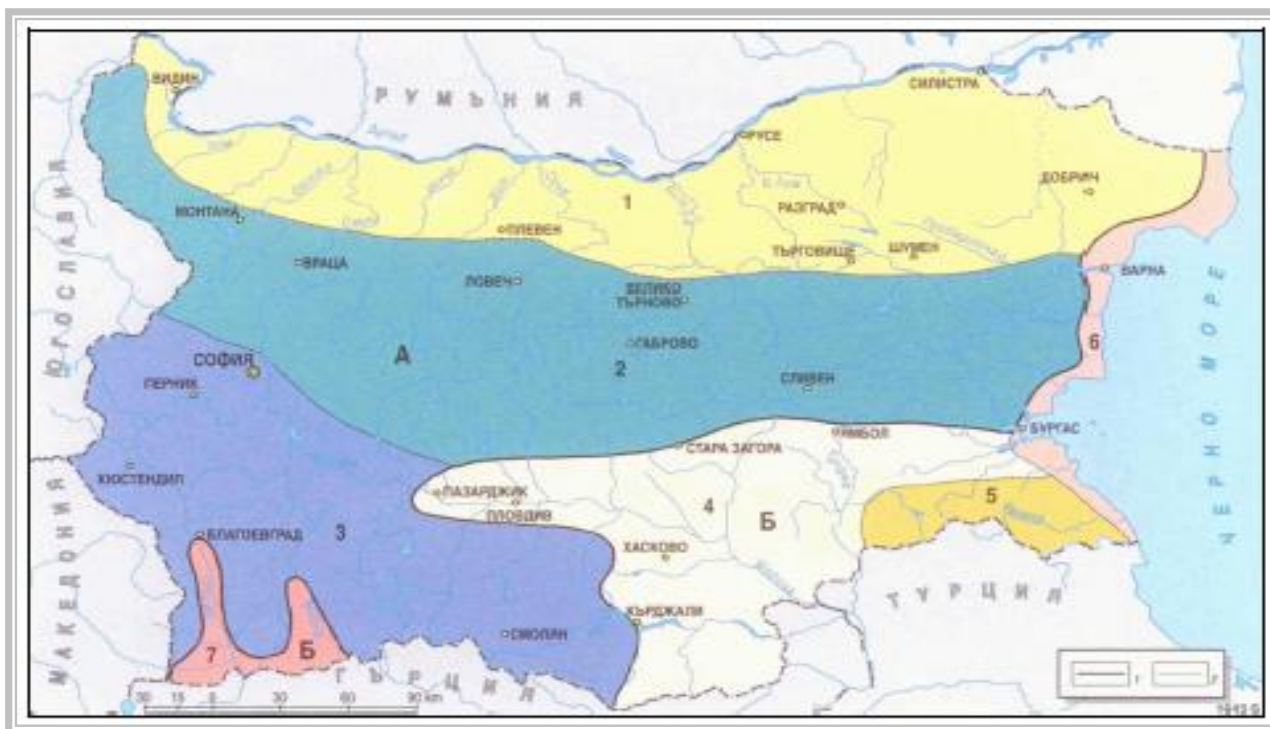 РУМЪНИЯ
ВИДИН
СИЛИСТРА
РУСЕ
ДОБРИЧ
РАЗГРАД
1
МОНТАНА
ПЛЕВЕН
ТЪРГОВИЩЕ
ШУМЕН
ВРАЦА
ЛОВЕЧ
ВЕЛИКО
ТЪРНОВО
ВАРНА
ЮГОСЛАВИЯ
ГАБРОВО
А
2
6
СОФИЯ
ПЕРНИК
СЛИВЕН
ЧЕРНО МОРЕ
СТАРА ЗАГОРА
ЯМБОЛ
БУРГАС
КЮСТЕНДИЛ
ПАЗАРДЖИК
ПЛОВДИВ
4
Б
5
БЛАГОЕВГРАД
3
ХАСКОВО
МАКЕДОНИЯ
ТУРЦИЯ
КЪРДЖАЛИ
СМОЛЯН
7
Б
ГЪРЦИЯ
30 15 0 30 60 90 km